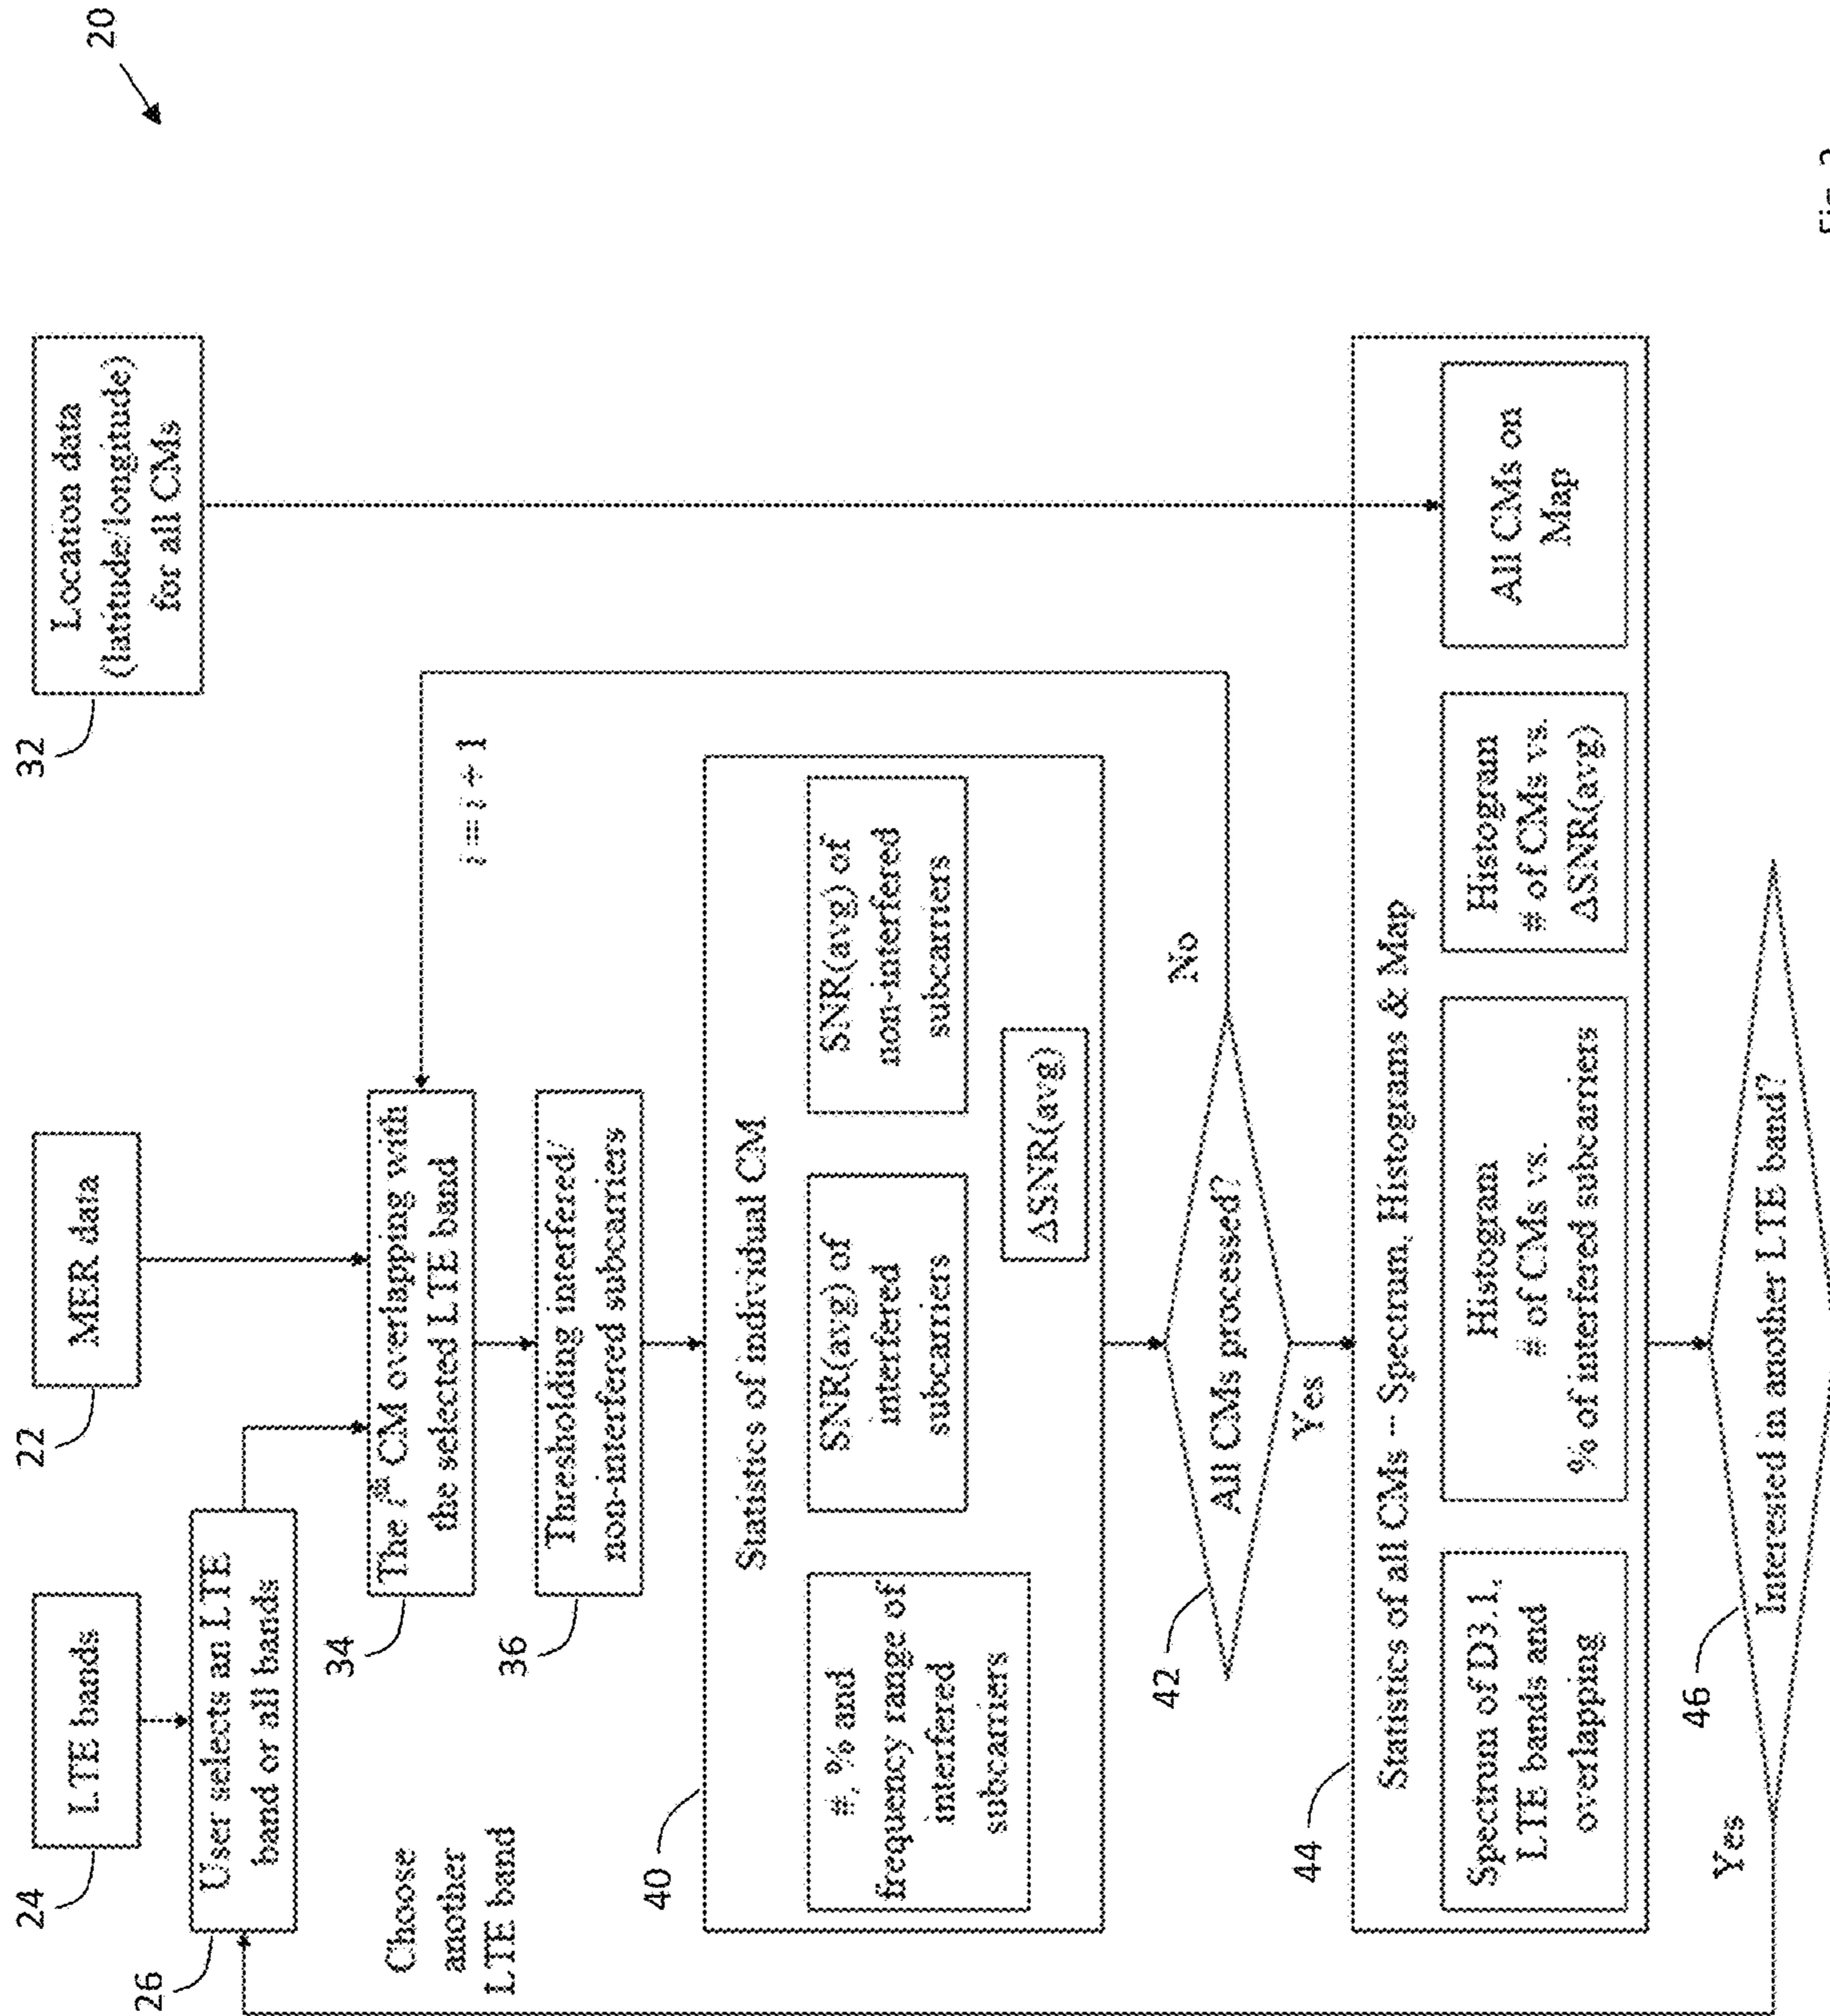 20
24
LTE bands
22
MER data
32
Location data
(latitude/longitude)
for all CMs
26
User selects an LTE
band or all bands
Choose
another
LTE band
34
The iᵗʰ CM overlapping with
the selected LTE band
i = i + 1
36
Thresholding interfered/
non-interfered subcarriers
40
Statistics of individual CM
#, % and
frequency range of
interfered
subcarriers
SNR(avg) of
interfered
subcarriers
SNR(avg) of
non-interfered
subcarriers
ΔSNR(avg)
42
All CMs processed?
No
Yes
44
Statistics of all CMs -- Spectrum, Histograms & Map
Spectrum of D3.1,
LTE bands and
overlapping
Histogram
# of CMs vs.
% of interfered subcarriers
Histogram
# of CMs vs.
ΔSNR(avg)
All CMs on
Map
46
Interested in another LTE band?
Yes